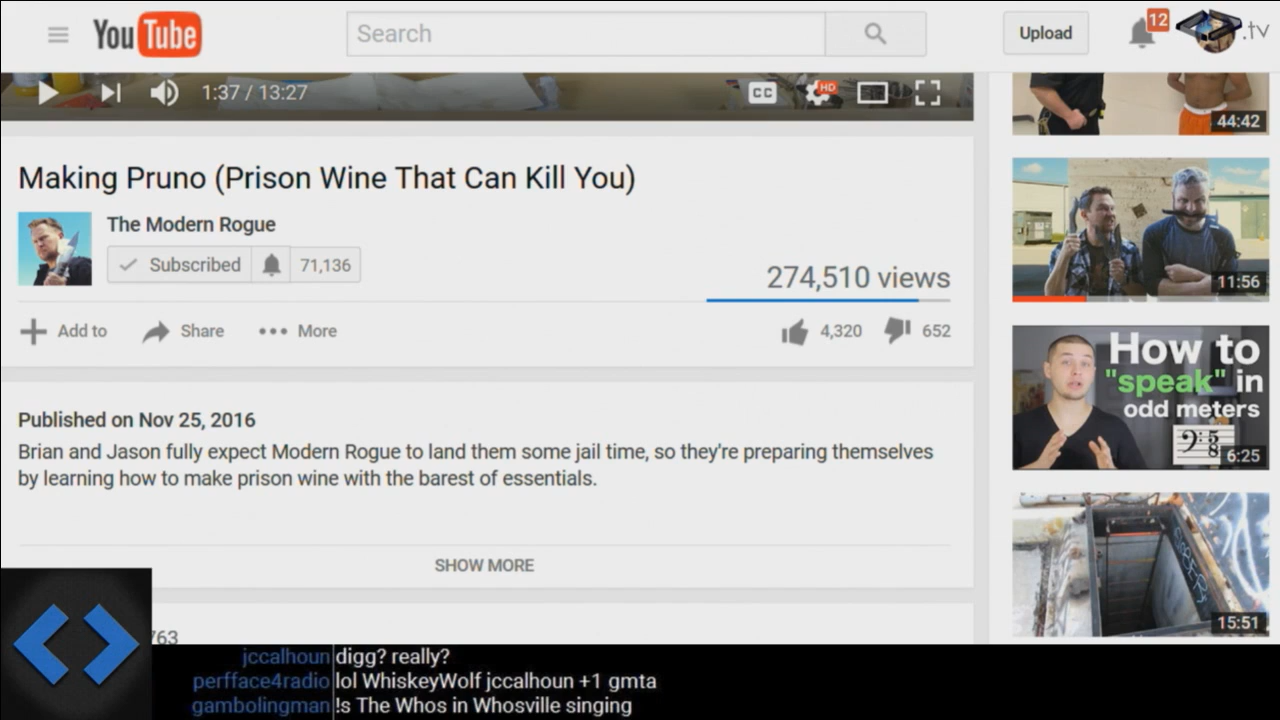 YouTube
Search
Upload
12
.tv
1:37 / 13:27
CC
HD
44:42
Making Pruno (Prison Wine That Can Kill You)
The Modern Rogue
Subscribed
71,136
274,510 views
Add to
Share
More
4,320
652
11:56
How to
"speak" in
odd meters
5
8
6:25
Published on Nov 25, 2016
Brian and Jason fully expect Modern Rogue to land them some jail time, so they're preparing themselves
by learning how to make prison wine with the barest of essentials.
SHOW MORE
15:51
763
jccalhoun digg? really?
perfface4radio lol WhiskeyWolf jccalhoun +1 gmta
gambolingman !s The Whos in Whosville singing